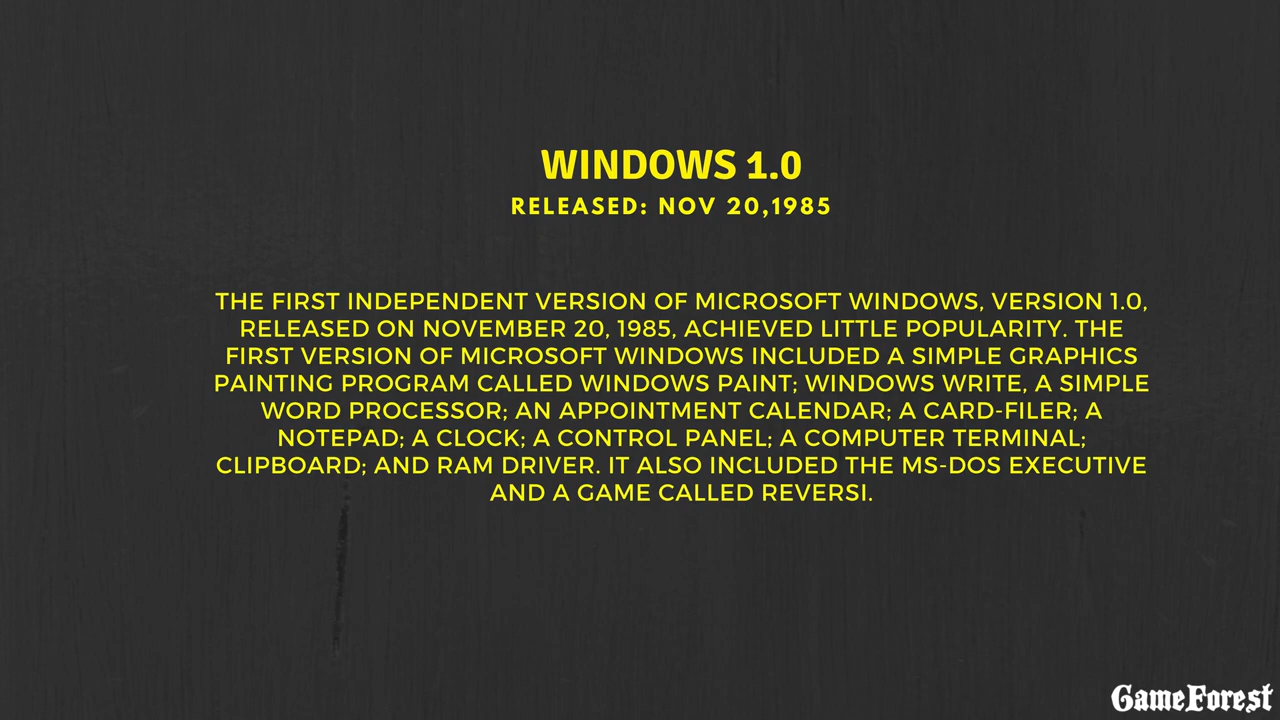 WINDOWS 1.0
RELEASED: NOV 20,1985
THE FIRST INDEPENDENT VERSION OF MICROSOFT WINDOWS, VERSION 1.0,
RELEASED ON NOVEMBER 20, 1985, ACHIEVED LITTLE POPULARITY. THE
FIRST VERSION OF MICROSOFT WINDOWS INCLUDED A SIMPLE GRAPHICS
PAINTING PROGRAM CALLED WINDOWS PAINT; WINDOWS WRITE, A SIMPLE
WORD PROCESSOR; AN APPOINTMENT CALENDAR; A CARD-FILER; A
NOTEPAD; A CLOCK; A CONTROL PANEL; A COMPUTER TERMINAL;
CLIPBOARD; AND RAM DRIVER. IT ALSO INCLUDED THE MS-DOS EXECUTIVE
AND A GAME CALLED REVERSI.
GameForest